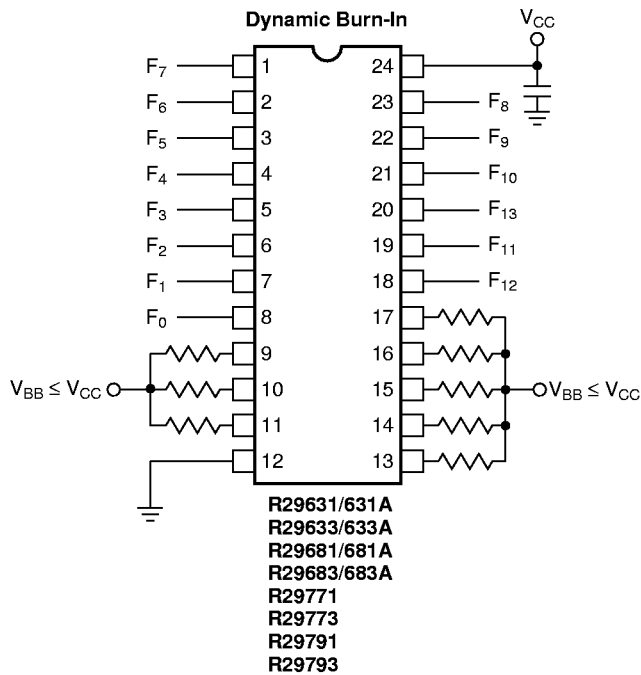 Dynamic Burn-In
V_CC
F_7 1 24
F_6 2 23 F_8
F_5 3 22 F_9
F_4 4 21 F_10
F_3 5 20 F_13
F_2 6 19 F_11
F_1 7 18 F_12
F_0 8 17
9 16
V_BB ≤ V_CC 10 15 V_BB ≤ V_CC
11 14
12 13
R29631/631A
R29633/633A
R29681/681A
R29683/683A
R29771
R29773
R29791
R29793